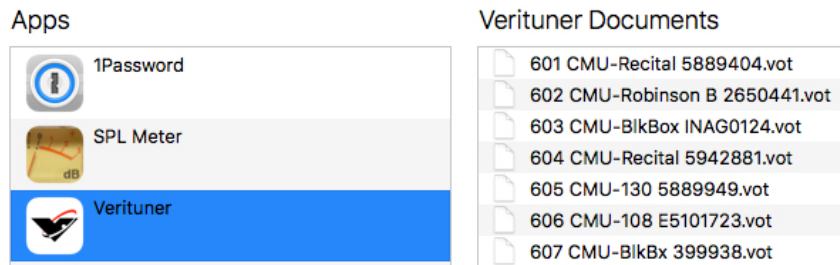 Apps
1Password
SPL Meter
dB
Verituner
Verituner Documents
601 CMU-Recital 5889404.vot
602 CMU-Robinson B 2650441.vot
603 CMU-BlkBox INAG0124.vot
604 CMU-Recital 5942881.vot
605 CMU-130 5889949.vot
606 CMU-108 E5101723.vot
607 CMU-BlkBx 399938.vot